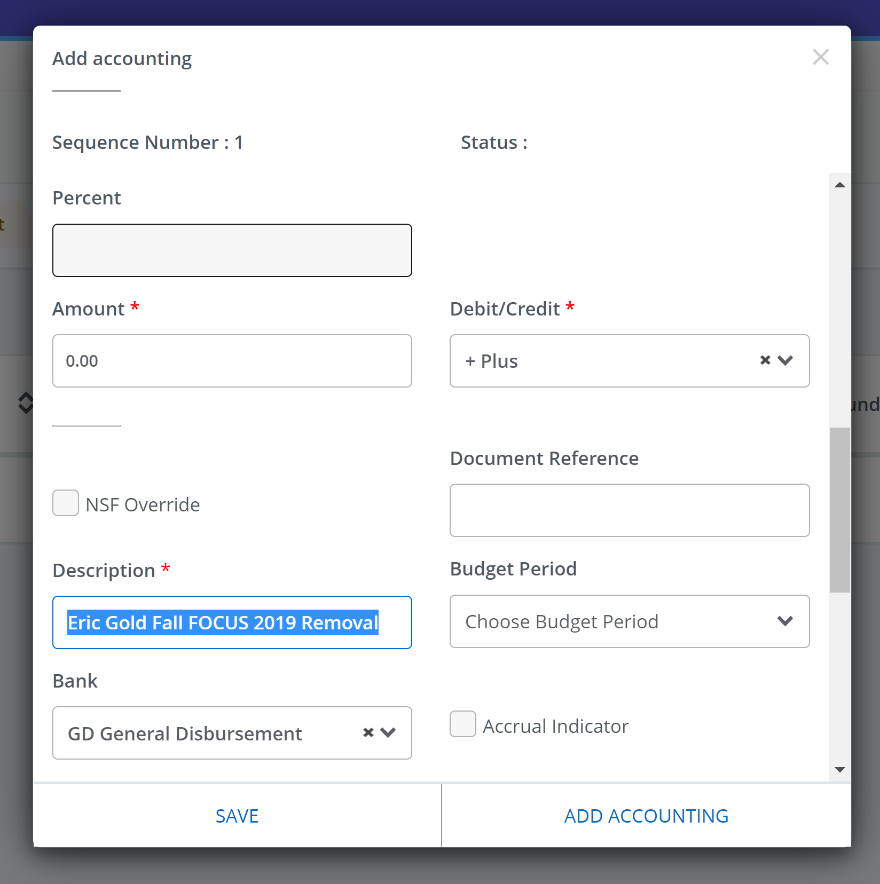 Add accounting
Sequence Number : 1
Status :
Percent
Amount *
Debit/Credit *
0.00
+ Plus
Document Reference
NSF Override
Description *
Budget Period
Eric Gold Fall FOCUS 2019 Removal
Choose Budget Period
Bank
GD General Disbursement
Accrual Indicator
SAVE
ADD ACCOUNTING